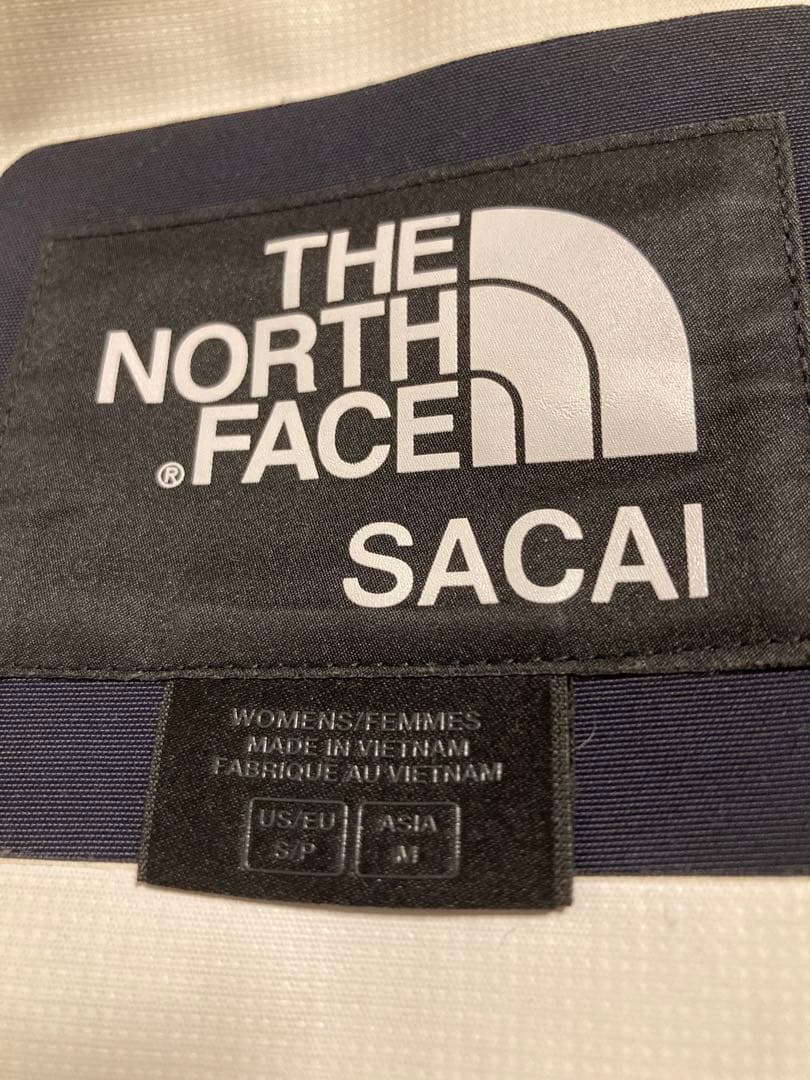 THE
NORTH
®FACE
SACAI
WOMENS/FEMMES
MADE IN VIETNAM
FABRIQUE AU VIETNAM
US/EU ASIA
S/P M